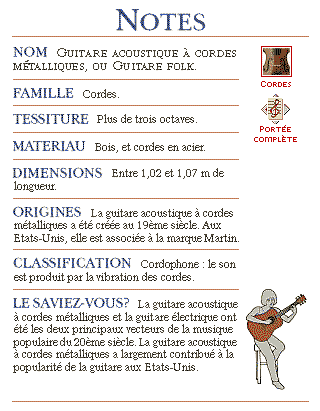 NOTES
NOM GUITARE ACOUSTIQUE À CORDES
MÉTALLIQUES, OU GUITARE FOLK.
FAMILLE Cordes.
TESSITURE Plus de trois octaves.
MATERIAU Bois, et cordes en acier.
DIMENSIONS Entre 1,02 et 1,07 m de
longueur.
ORIGINES La guitare acoustique à cordes
métalliques a été créée au 19ème siècle. Aux
Etats-Unis, elle est associée à la marque Martin.
CLASSIFICATION Cordophone : le son
est produit par la vibration des cordes.
LE SAVIEZ-VOUS? La guitare acoustique
à cordes métalliques et la guitare électrique ont
été les deux principaux vecteurs de la musique
populaire du 20ème siècle. La guitare acoustique
à cordes métalliques a largement contribué à la
popularité de la guitare aux Etats-Unis.
CORDES
PORTÉE
COMPLÈTE